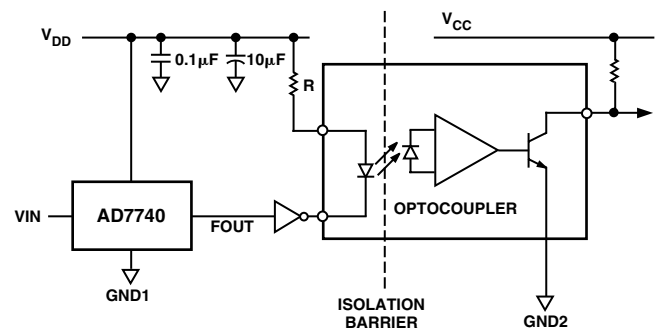 VDD
VCC
0.1µF
10µF
R
VIN
AD7740
FOUT
OPTOCOUPLER
GND1
ISOLATION
BARRIER
GND2